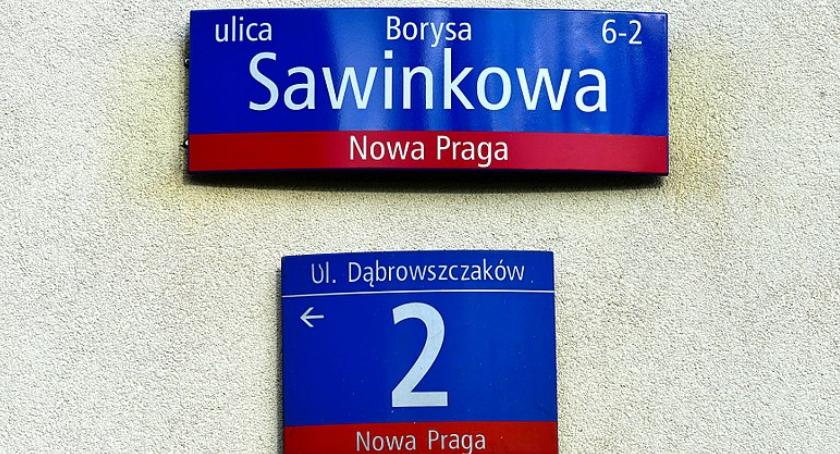 ulica Borysa 6-2
Sawinkowa
Nowa Praga
Ul. Dąbrowszczaków
← 2
Nowa Praga